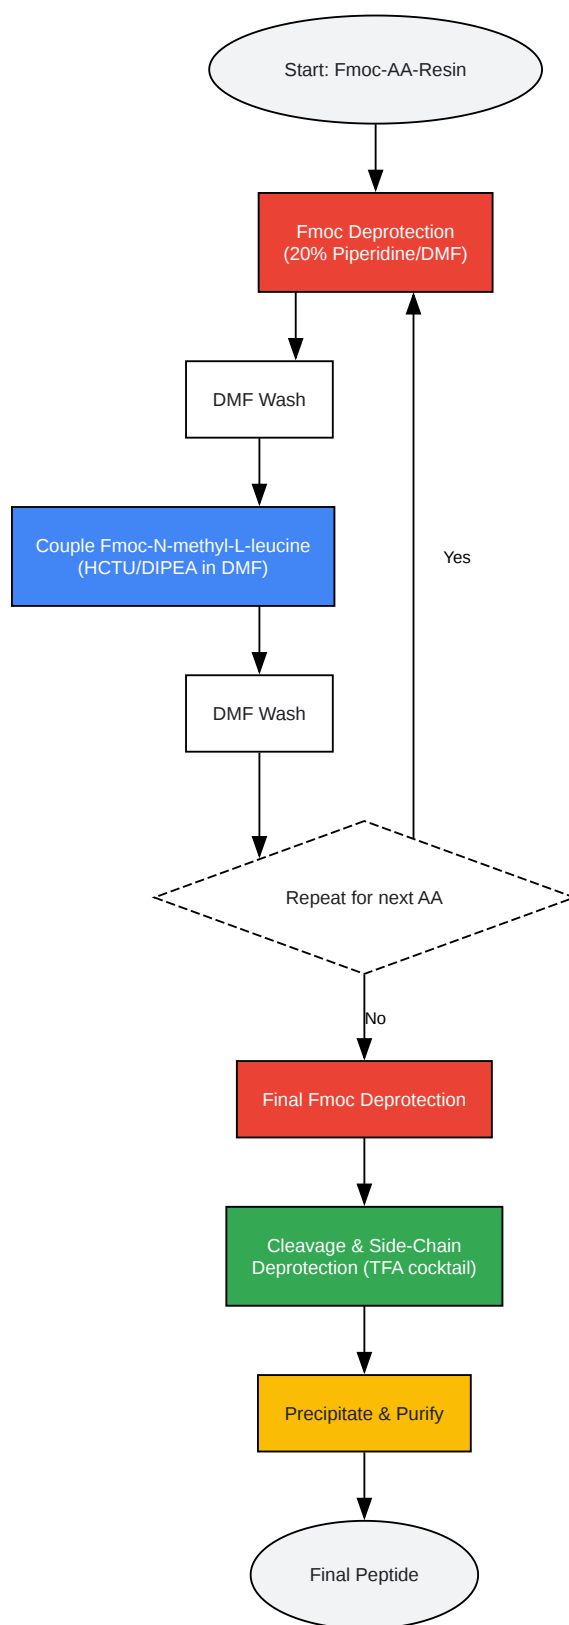 Start: Fmoc-AA-Resin
Fmoc Deprotection
(20% Piperidine/DMF)
DMF Wash
Couple Fmoc-N-methyl-L-leucine
(HCTU/DIPEA in DMF)
Yes
DMF Wash
Repeat for next AA
No
Final Fmoc Deprotection
Cleavage & Side-Chain
Deprotection (TFA cocktail)
Precipitate & Purify
Final Peptide